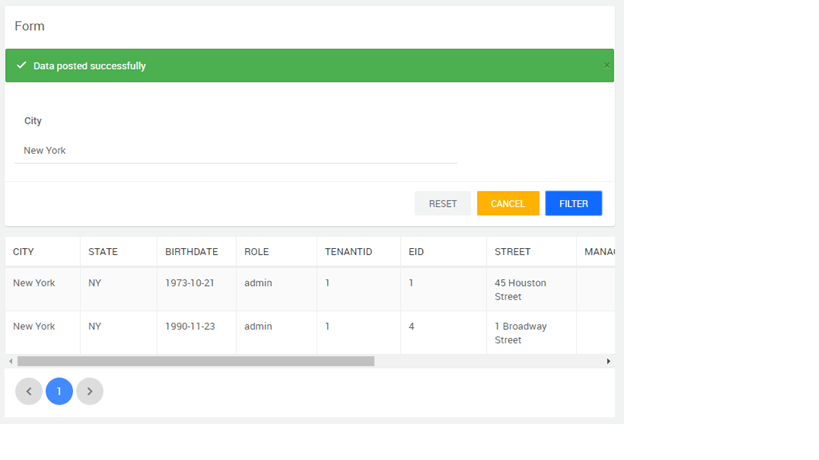 Form
Data posted successfully ×
City
New York
RESET CANCEL FILTER
CITY STATE BIRTHDATE ROLE TENANTID EID STREET
New York NY 1973-10-21 admin 1 1 45 Houston
Street
New York NY 1990-11-23 admin 1 4 1 Broadway
Street
1